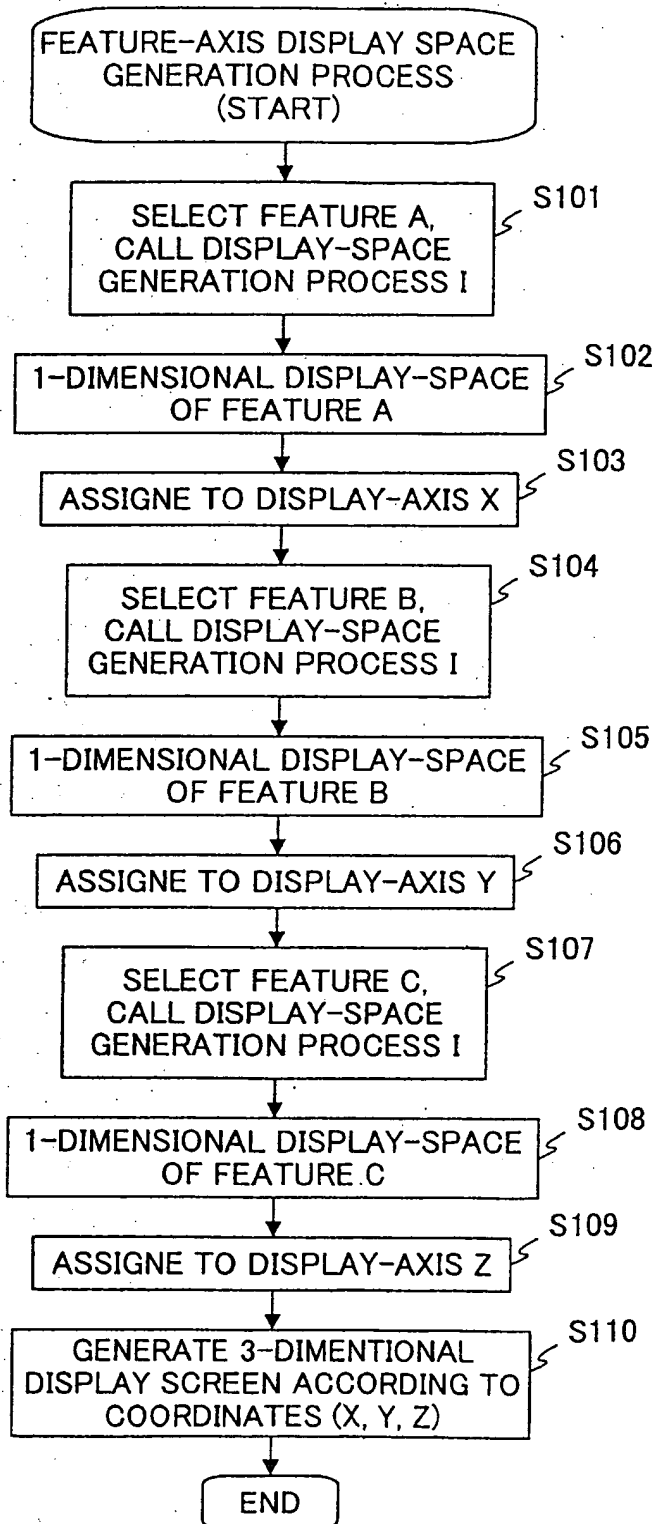 FEATURE-AXIS DISPLAY SPACE
GENERATION PROCESS
(START)
S101
SELECT FEATURE A,
CALL DISPLAY-SPACE
GENERATION PROCESS I
S102
1-DIMENSIONAL DISPLAY-SPACE
OF FEATURE A
S103
ASSIGNE TO DISPLAY-AXIS X
S104
SELECT FEATURE B,
CALL DISPLAY-SPACE
GENERATION PROCESS I
S105
1-DIMENSIONAL DISPLAY-SPACE
OF FEATURE B
S106
ASSIGNE TO DISPLAY-AXIS Y
S107
SELECT FEATURE C,
CALL DISPLAY-SPACE
GENERATION PROCESS I
S108
1-DIMENSIONAL DISPLAY-SPACE
OF FEATURE C
S109
ASSIGNE TO DISPLAY-AXIS Z
S110
GENERATE 3-DIMENTIONAL
DISPLAY SCREEN ACCORDING TO
COORDINATES (X, Y, Z)
END